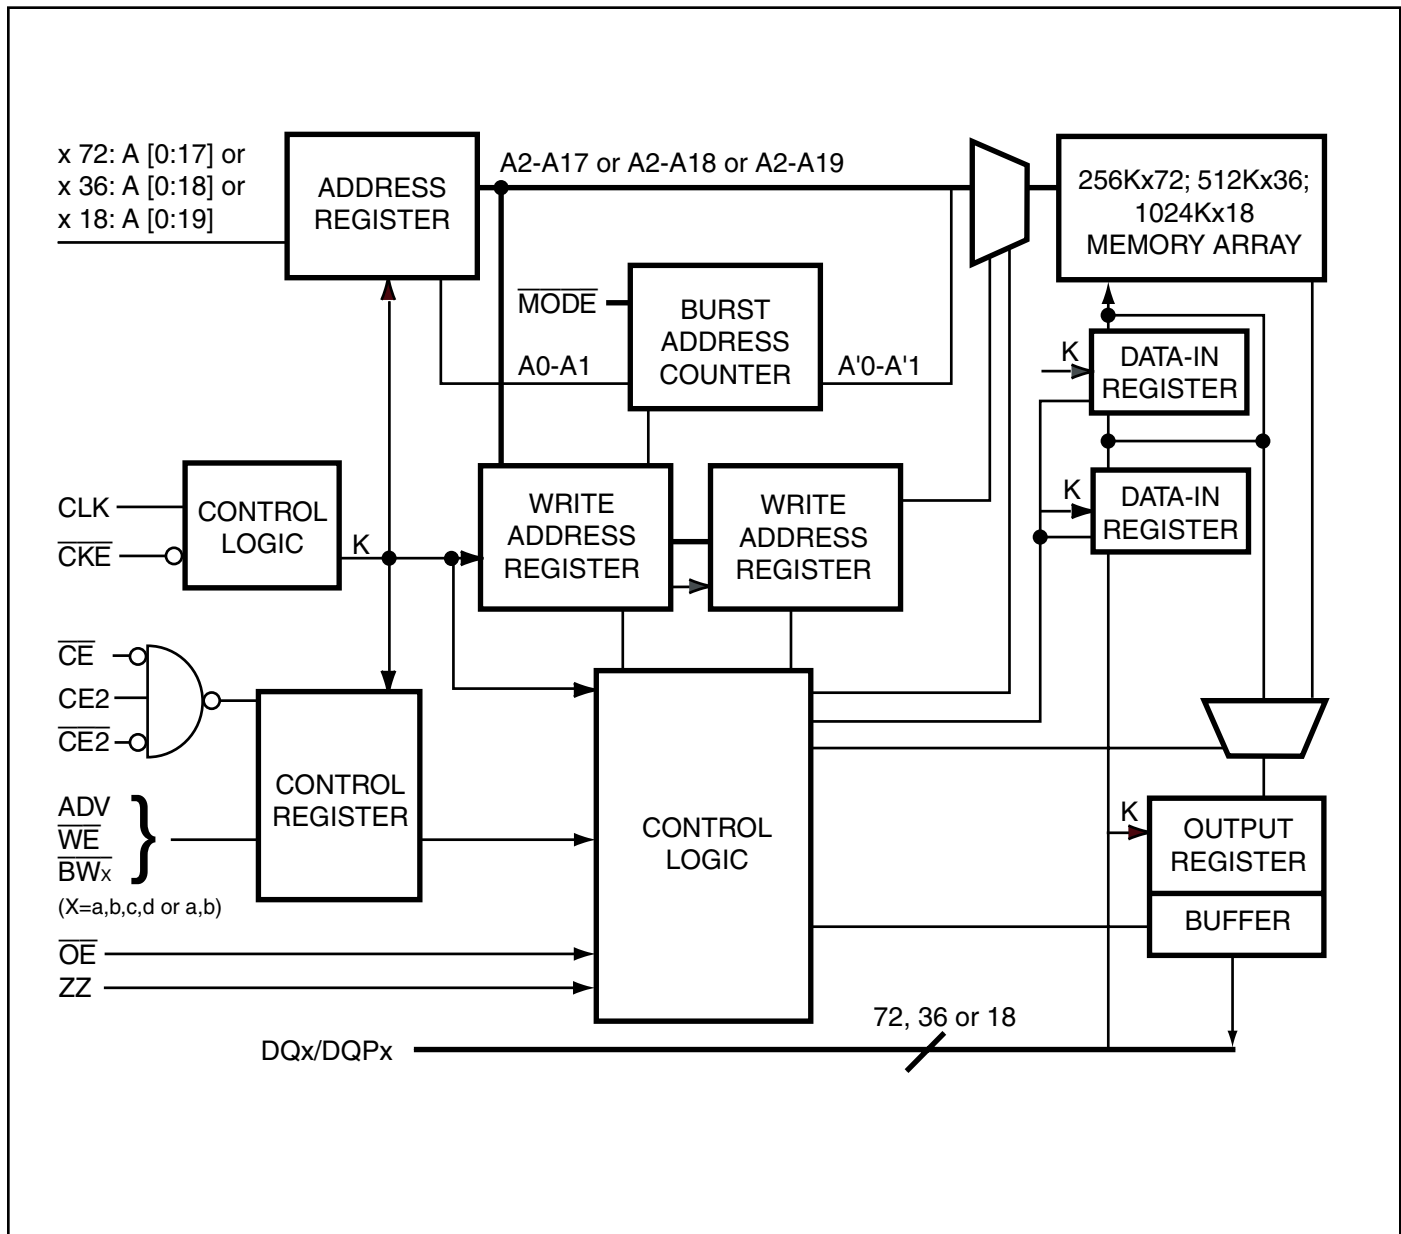 x 72: A [0:17] or
x 36: A [0:18] or
x 18: A [0:19]
ADDRESS
REGISTER
A2-A17 or A2-A18 or A2-A19
256Kx72; 512Kx36;
1024Kx18
MEMORY ARRAY
MODE
BURST
ADDRESS
COUNTER
A0-A1
A'0-A'1
K
DATA-IN
REGISTER
CLK
CKE
CONTROL
LOGIC
K
WRITE
ADDRESS
REGISTER
WRITE
ADDRESS
REGISTER
K
DATA-IN
REGISTER
CE
CE2
CE2
CONTROL
REGISTER
ADV
WE
BWx
}
(X=a,b,c,d or a,b)
CONTROL
LOGIC
K
OUTPUT
REGISTER
BUFFER
OE
ZZ
72, 36 or 18
DQx/DQPx